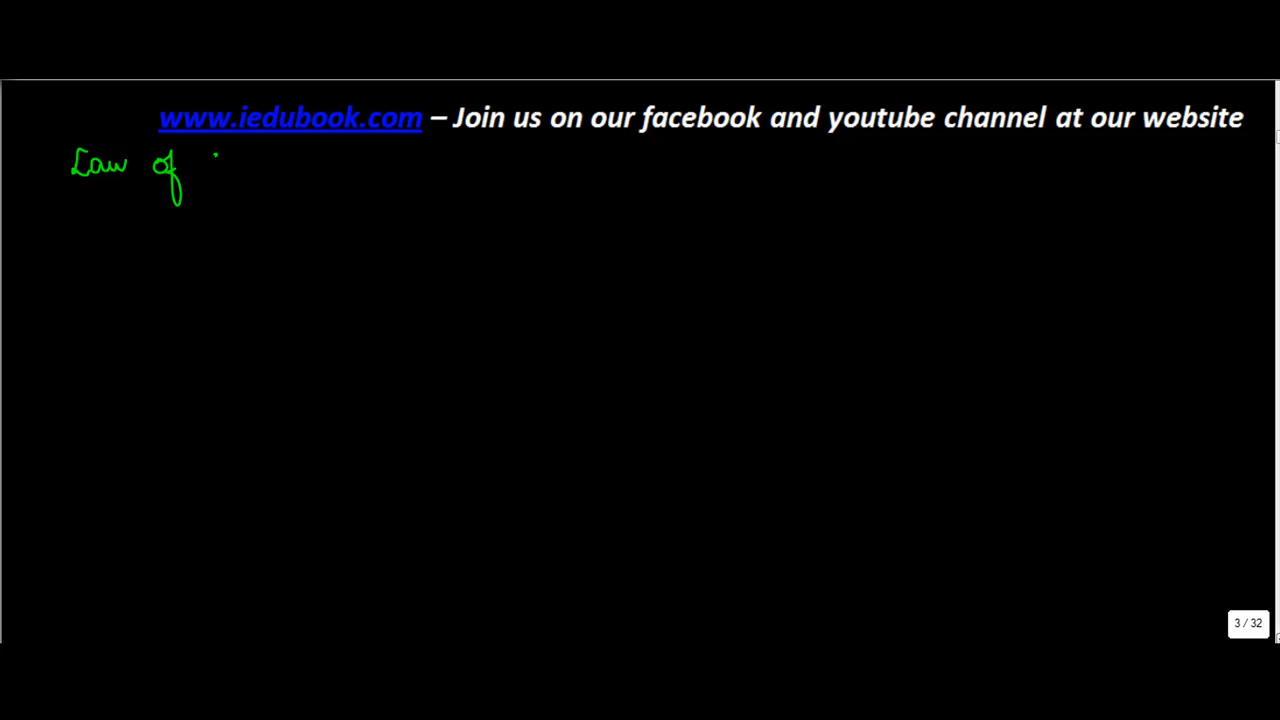 www.iedubook.com – Join us on our facebook and youtube channel at our website
Law of
3 / 32